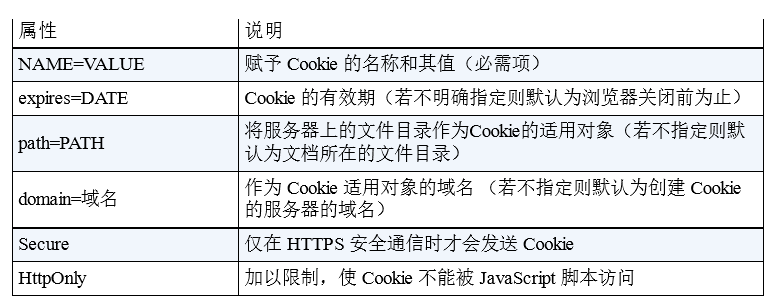 属性 说明
NAME=VALUE 赋予 Cookie 的名称和其值（必需项）
expires=DATE Cookie 的有效期（若不明确指定则默认为浏览器关闭前为止）
path=PATH 将服务器上的文件目录作为Cookie的适用对象（若不指定则默
认为文档所在的文件目录）
domain=域名 作为 Cookie 适用对象的域名 （若不指定则默认为创建 Cookie
的服务器的域名）
Secure 仅在 HTTPS 安全通信时才会发送 Cookie
HttpOnly 加以限制，使 Cookie 不能被 JavaScript 脚本访问